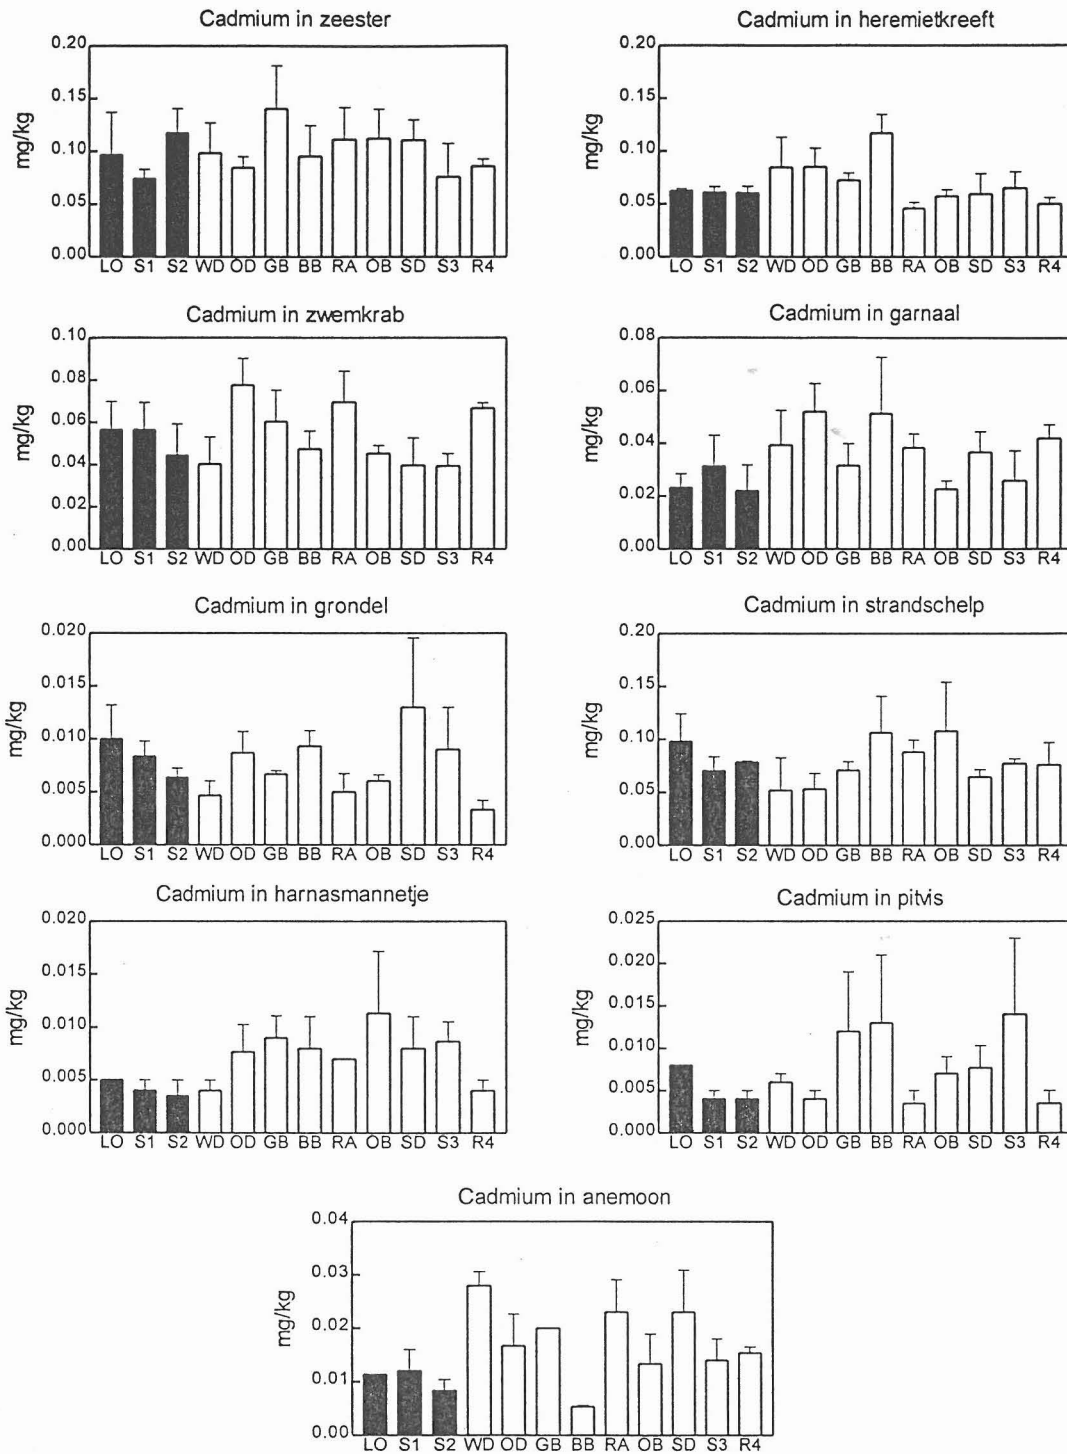 Cadmium in zeester
mg/kg
0.20
0.15
0.10
0.05
0.00
LO S1 S2 WD OD GB BB RA OB SD S3 R4
Cadmium in heremietkreeft
mg/kg
0.20
0.15
0.10
0.05
0.00
LO S1 S2 WD OD GB BB RA OB SD S3 R4
Cadmium in zwemkrab
mg/kg
0.10
0.08
0.06
0.04
0.02
0.00
LO S1 S2 WD OD GB BB RA OB SD S3 R4
Cadmium in garnaal
mg/kg
0.08
0.06
0.04
0.02
0.00
LO S1 S2 WD OD GB BB RA OB SD S3 R4
Cadmium in grondel
mg/kg
0.020
0.015
0.010
0.005
0.000
LO S1 S2 WD OD GB BB RA OB SD S3 R4
Cadmium in strandschelp
mg/kg
0.20
0.15
0.10
0.05
0.00
LO S1 S2 WD OD GB BB RA OB SD S3 R4
Cadmium in harnasmannetje
mg/kg
0.020
0.015
0.010
0.005
0.000
LO S1 S2 WD OD GB BB RA OB SD S3 R4
Cadmium in pitvis
mg/kg
0.025
0.020
0.015
0.010
0.005
0.000
LO S1 S2 WD OD GB BB RA OB SD S3 R4
Cadmium in anemoon
mg/kg
0.04
0.03
0.02
0.01
0.00
LO S1 S2 WD OD GB BB RA OB SD S3 R4